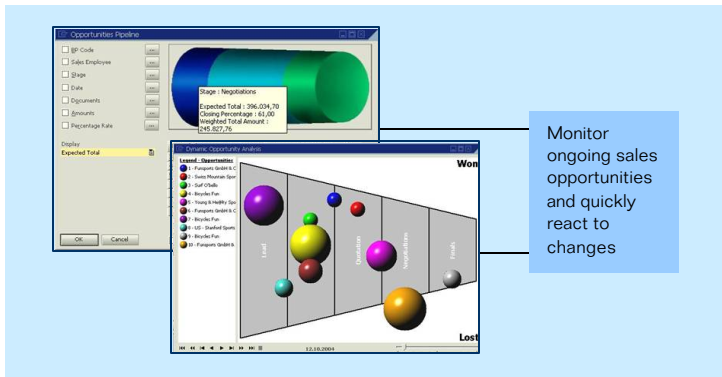 Opportunities Pipeline
BP Code
Sales Employee
Stage
Date
Documents
Amounts
Percentage Rate
Display
Expected Total
OK
Cancel
Stage : Negotiations
Expected Total : 396.034,70
Closing Percentage : 61,00
Weighted Total Amount :
245.827,76
Dynamic Opportunity Analysis
Legend - Opportunities
1 - Funsports GmbH & C
2 - Swiss Mountain Spor
3 - Surf O'bello
4 - Bicycles Fun
5 - Young & Healthy Spo
6 - Funsports GmbH & C
7 - Bicycles Fun
8 - US - Stanford Sports
9 - Bicycles Fun
10 - Funsports GmbH &
Won
Lead
Quotation
Negotiations
Finals
Lost
12.10.2004
Monitor
ongoing sales
opportunities
and quickly
react to
changes